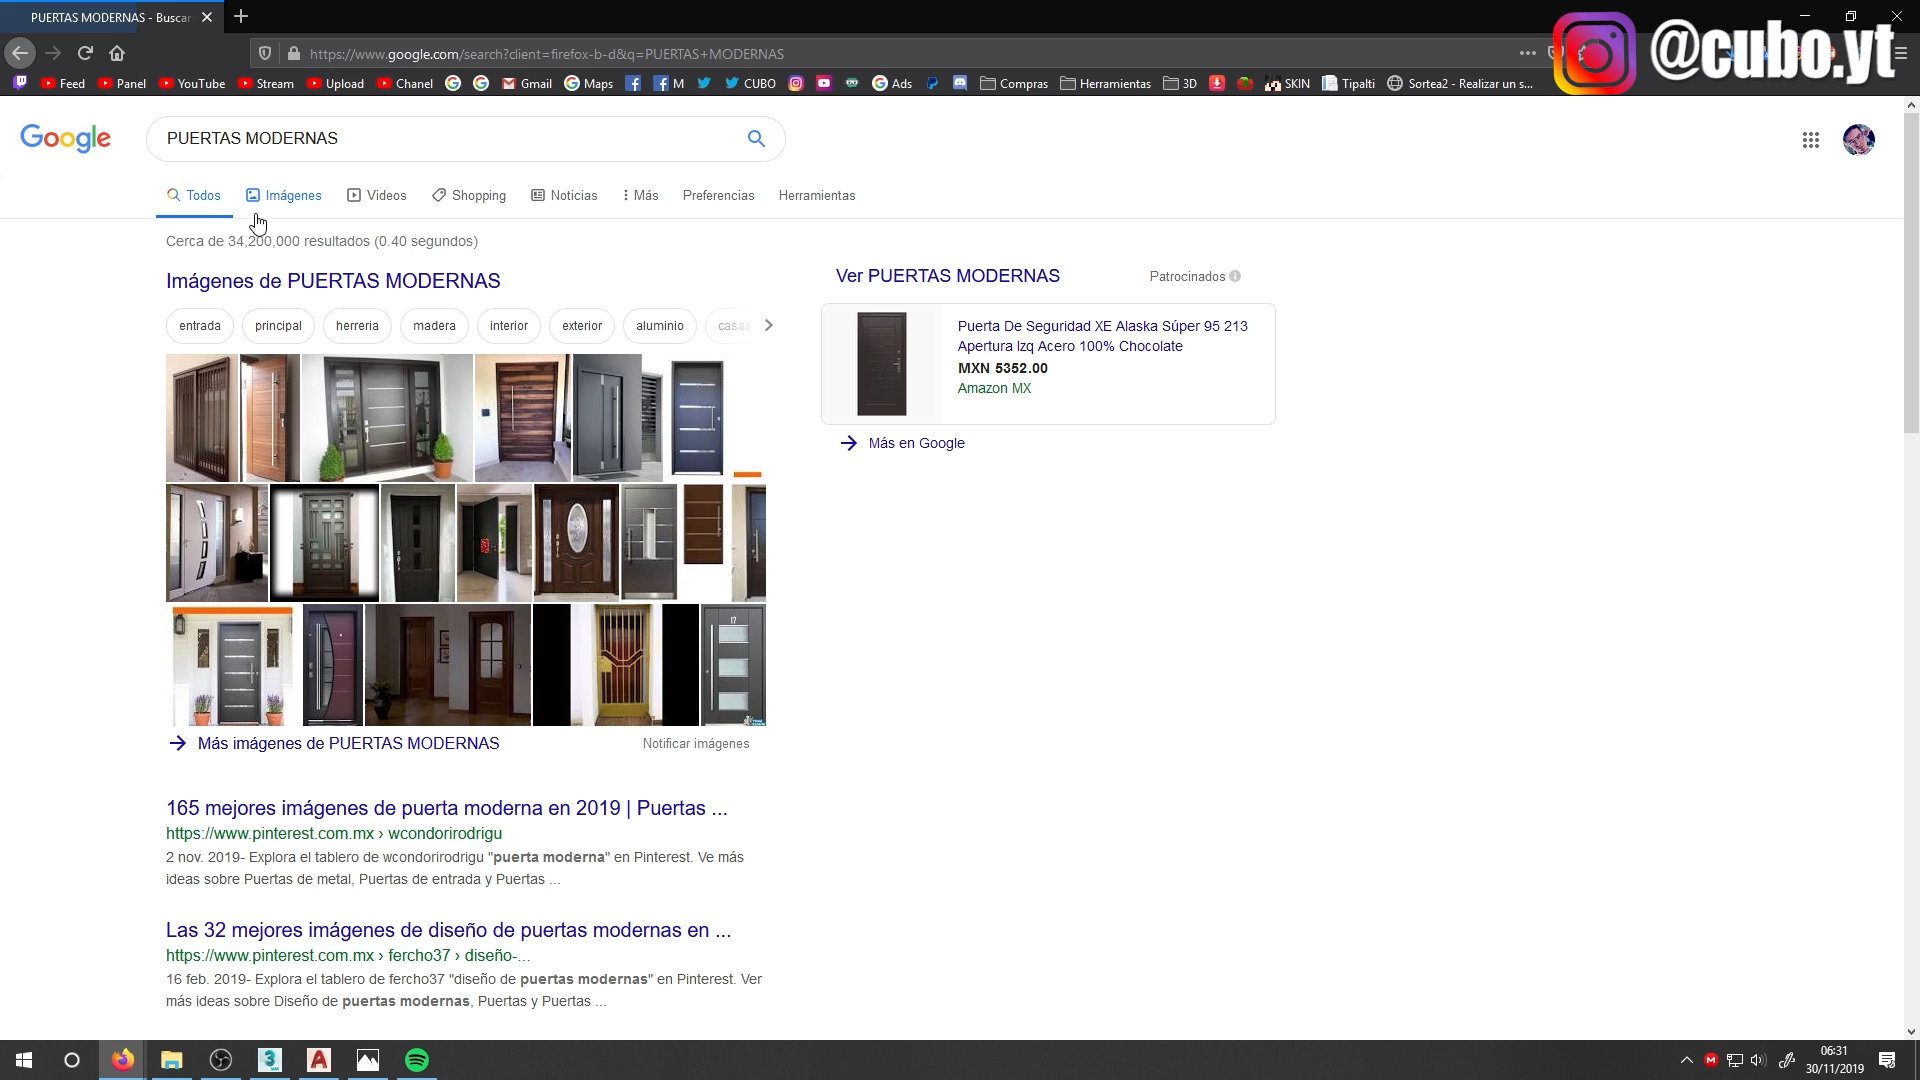 PUERTAS MODERNAS - Buscar
https://www.google.com/search?client=firefox-b-d&q=PUERTAS+MODERNAS
@cubo.yt
Feed Panel YouTube Stream Upload Chanel Gmail Maps M CUBO Ads Compras Herramientas 3D SKIN Tipalti Sortea2 - Realizar un s...
Google
PUERTAS MODERNAS
Todos Imágenes Videos Shopping Noticias Más Preferencias Herramientas
Cerca de 34,200,000 resultados (0.40 segundos)
Imágenes de PUERTAS MODERNAS
entrada principal herreria madera interior exterior aluminio casas
Ver PUERTAS MODERNAS
Patrocinados
Puerta De Seguridad XE Alaska Súper 95 213
Apertura Izq Acero 100% Chocolate
MXN 5352.00
Amazon MX
Más en Google
17
Más imágenes de PUERTAS MODERNAS
Notificar imágenes
165 mejores imágenes de puerta moderna en 2019 | Puertas ...
https://www.pinterest.com.mx › wcondorirodrigu
2 nov. 2019- Explora el tablero de wcondorirodrigu "puerta moderna" en Pinterest. Ve más
ideas sobre Puertas de metal, Puertas de entrada y Puertas ...
Las 32 mejores imágenes de diseño de puertas modernas en ...
https://www.pinterest.com.mx › fercho37 › diseño-...
16 feb. 2019- Explora el tablero de fercho37 "diseño de puertas modernas" en Pinterest. Ver
más ideas sobre Diseño de puertas modernas, Puertas y Puertas ...
06:31
30/11/2019